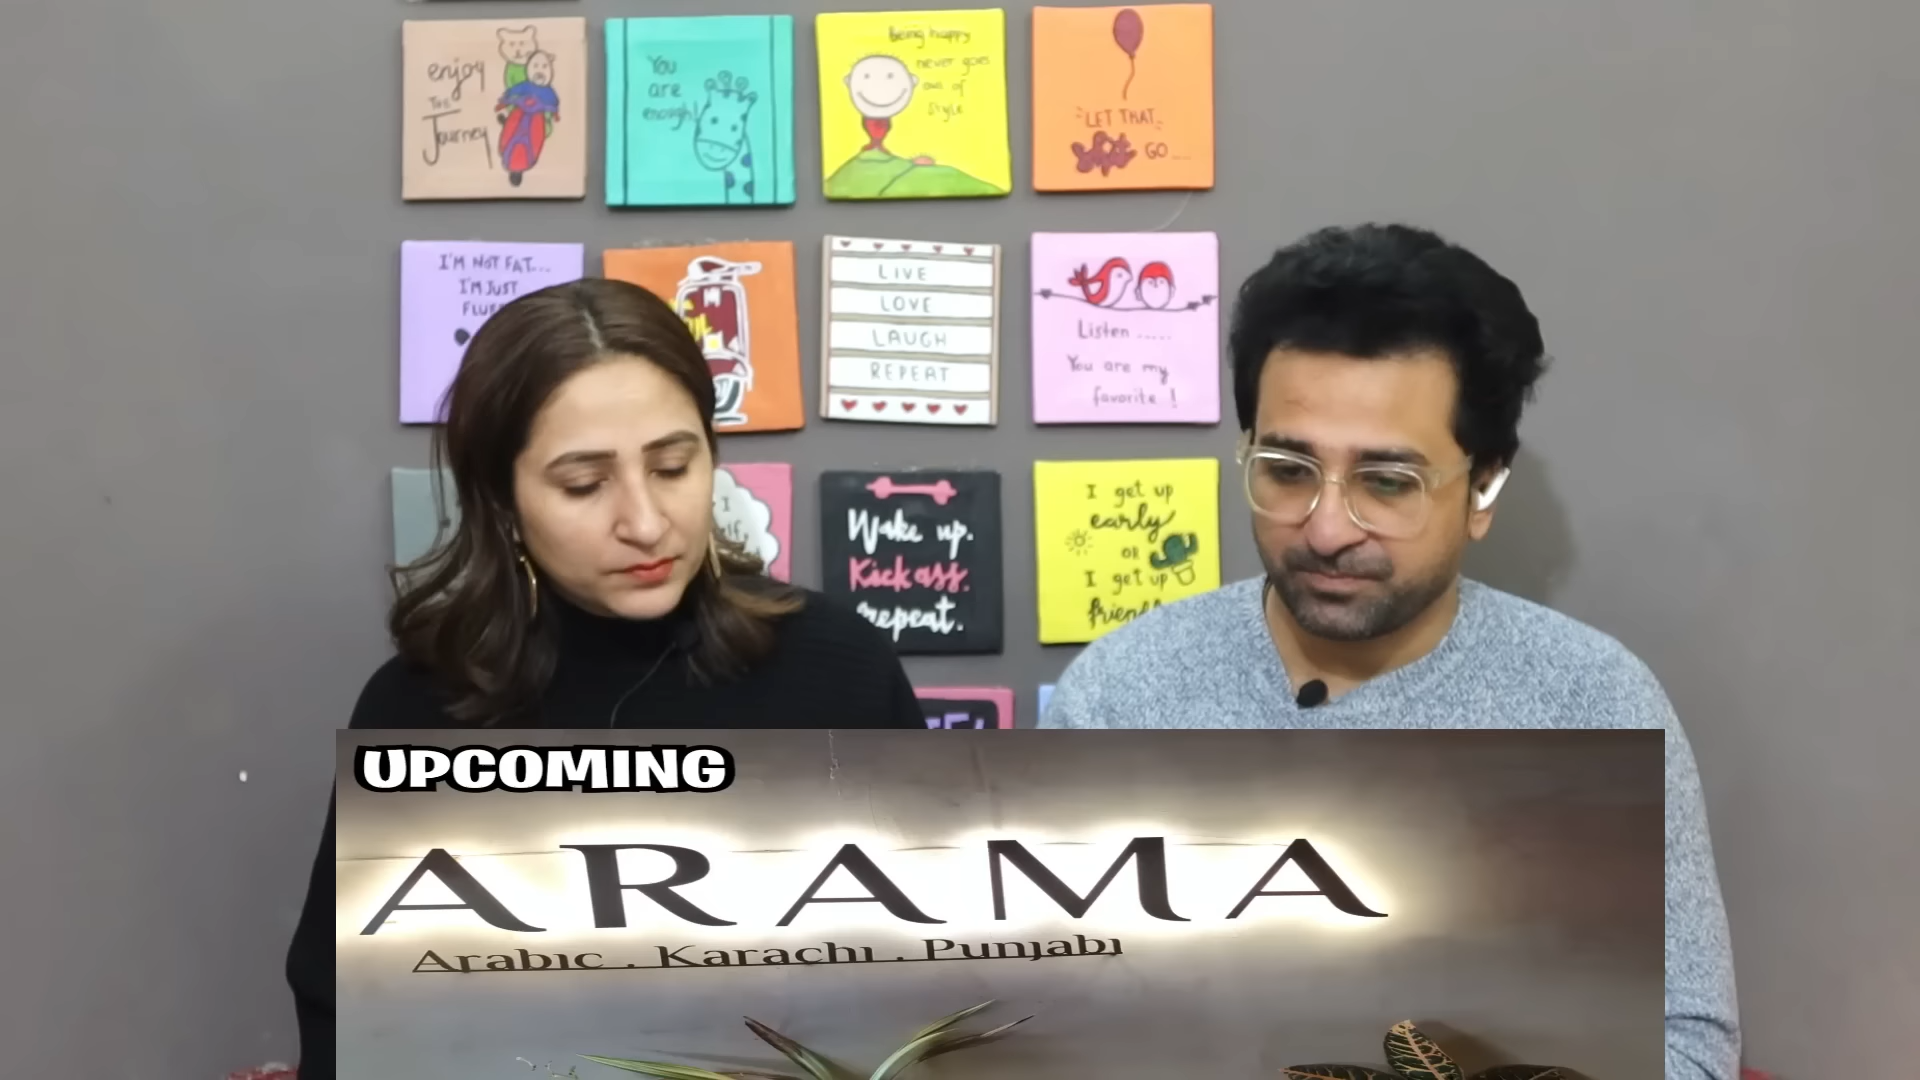 enjoy
THE
Journey
You
are
enough!
Being happy
never goes
out of
style
LET THAT
GO...
I'M NOT FAT...
I'M JUST
LIVE
LOVE
LAUGH
REPEAT
Listen .....
You are my
favorite !
I
Wake up.
Kick ass.
repeat.
I get up
early
OR
I get up
UPCOMING
ARAMA
Arabic . Karachi . Punjabi